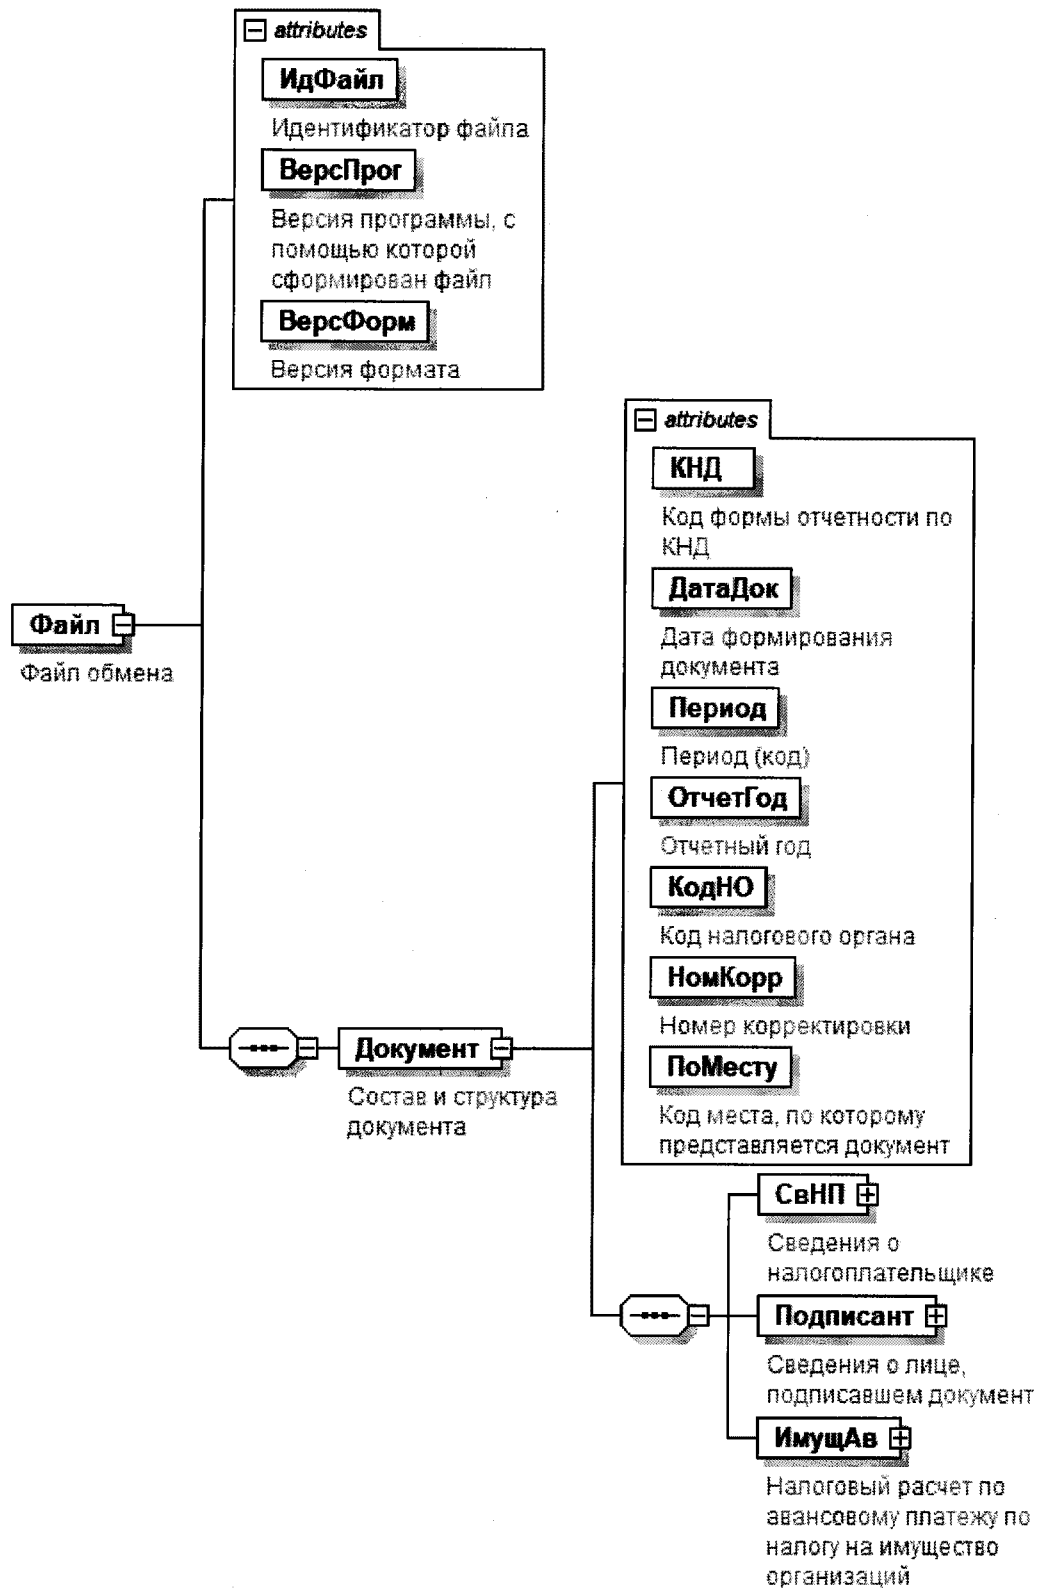 attributes
ИдФайл
Идентификатор файла
ВерсПрог
Версия программы, с
помощью которой
сформирован файл
ВерсФорм
Версия формата
attributes
КНД
Код формы отчетности по
КНД
ДатаДок
Дата формирования
документа
Период
Период (код)
ОтчетГод
Отчетный год
КодНО
Код налогового органа
НомКорр
Номер корректировки
ПоМесту
Код места, по которому
представляется документ
Файл
Файл обмена
Документ
Состав и структура
документа
СвНП
Сведения о
налогоплательщике
Подписант
Сведения о лице,
подписавшем документ
ИмущАв
Налоговый расчет по
авансовому платежу по
налогу на имущество
организаций